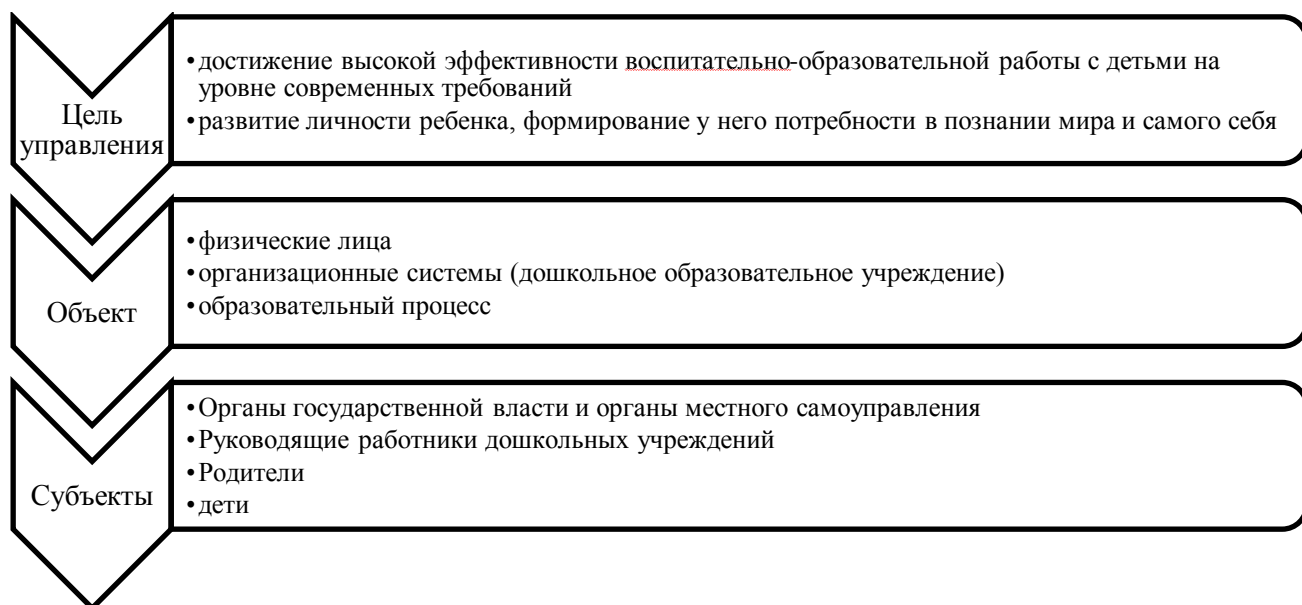 Цель
управления
•достижение высокой эффективности воспитательно-образовательной работы с детьми на
уровне современных требований
•развитие личности ребенка, формирование у него потребности в познании мира и самого себя
Объект
•физические лица
•организационные системы (дошкольное образовательное учреждение)
•образовательный процесс
Субъекты
•Органы государственной власти и органы местного самоуправления
•Руководящие работники дошкольных учреждений
•Родители
•дети